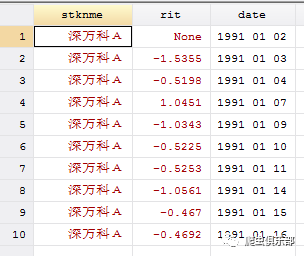 stknme rit date
1 深万科A None 1991 01 02
2 深万科A -1.5355 1991 01 03
3 深万科A -0.5198 1991 01 04
4 深万科A 1.0451 1991 01 07
5 深万科A -1.0343 1991 01 09
6 深万科A -0.5225 1991 01 10
7 深万科A -0.5253 1991 01 11
8 深万科A -1.0561 1991 01 14
9 深万科A -0.467 1991 01 15
10 深万科A -0.4692 1991 01 16
爬虫俱乐部